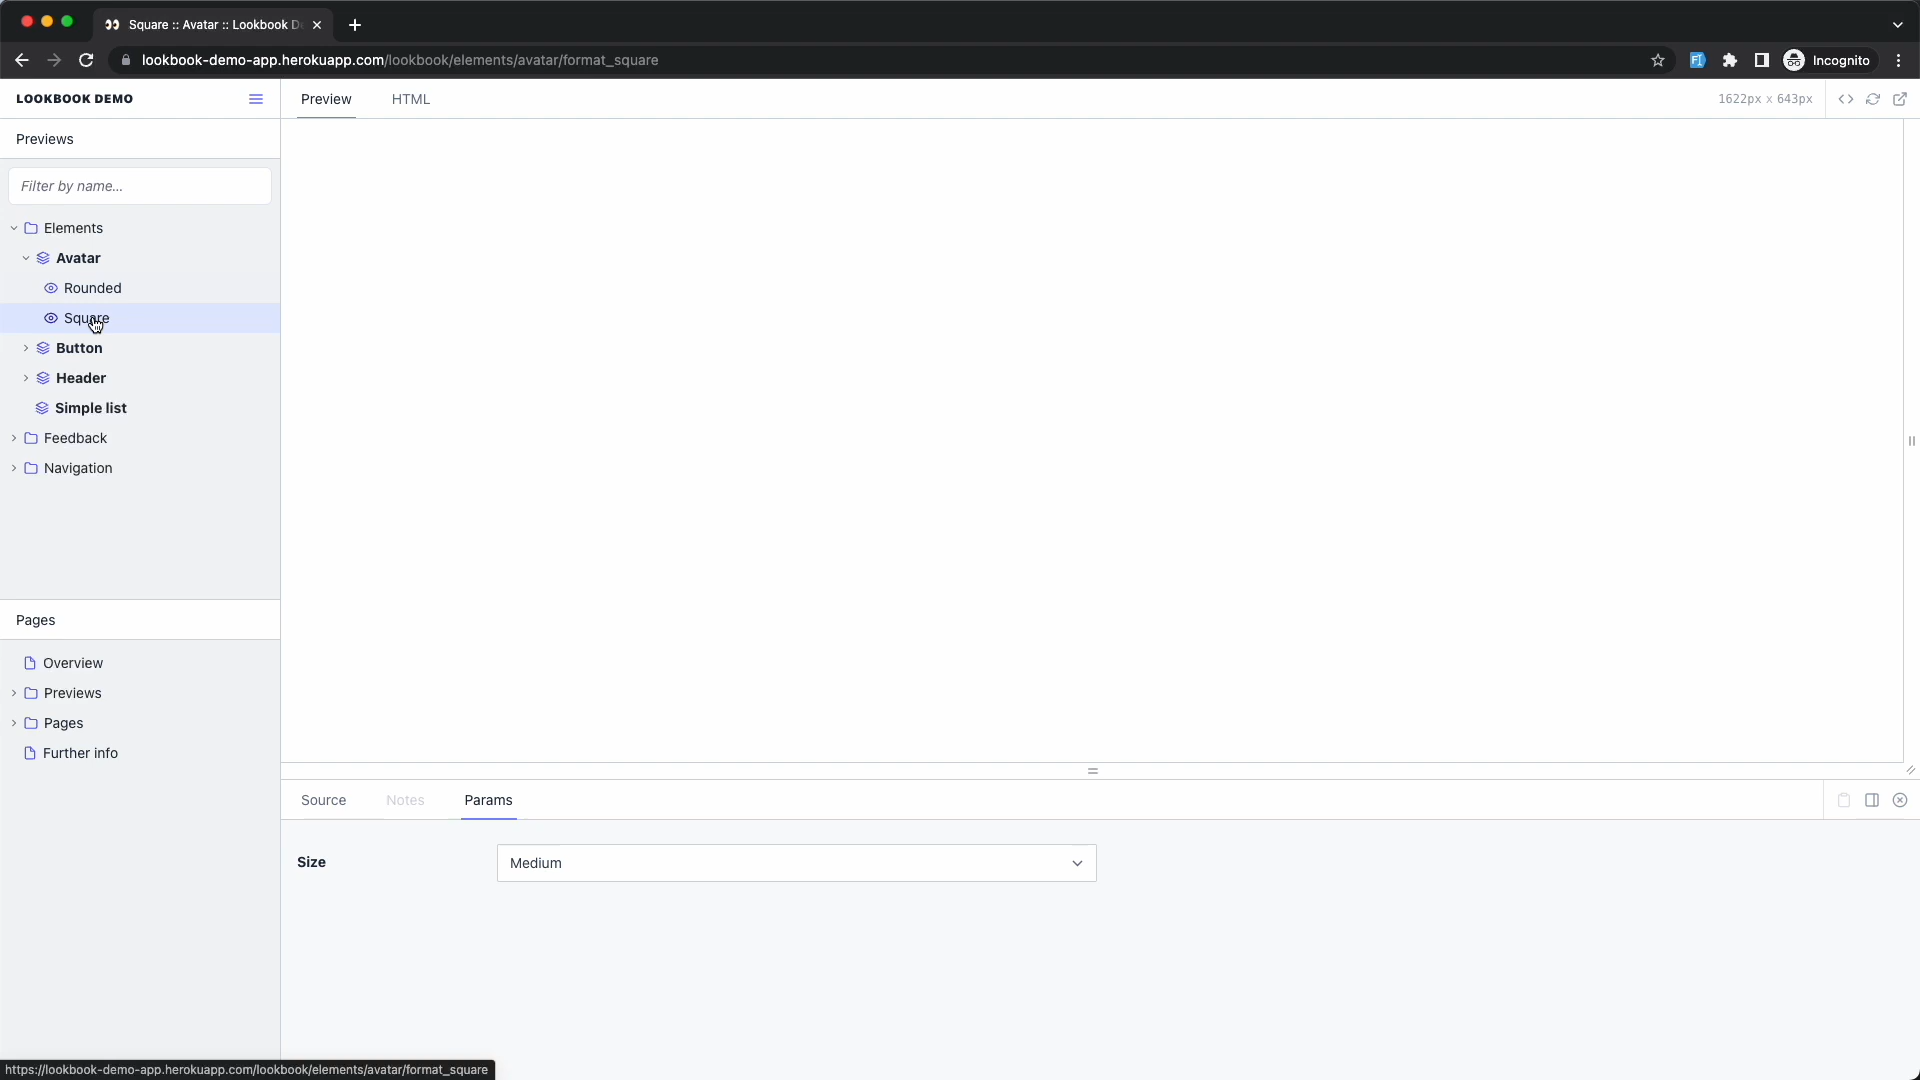 Square :: Avatar :: Lookbook D
lookbook-demo-app.herokuapp.com/lookbook/elements/avatar/format_square
Incognito
LOOKBOOK DEMO
Preview
HTML
1622px x 643px
Previews
Filter by name...
Elements
Avatar
Rounded
Square
Button
Header
Simple list
Feedback
Navigation
Pages
Overview
Previews
Pages
Further info
Source
Notes
Params
Size
Medium
https://lookbook-demo-app.herokuapp.com/lookbook/elements/avatar/format_square